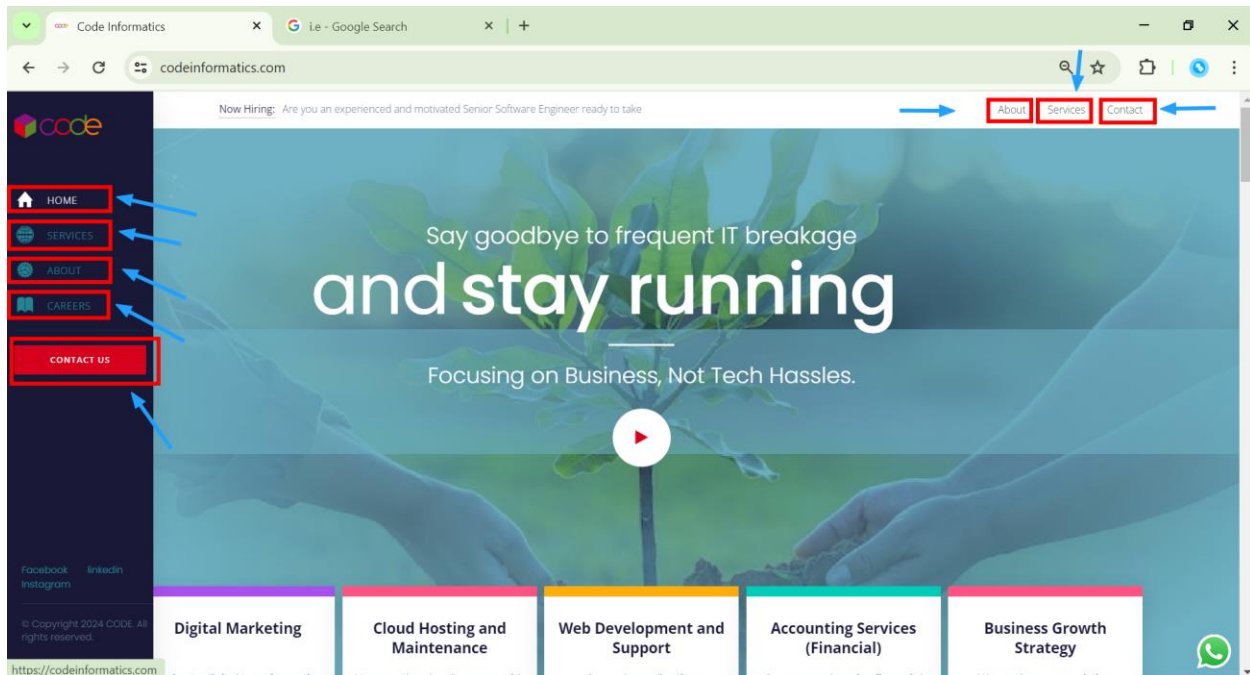 Code Informatics
i.e - Google Search
codeinformatics.com
Now Hiring: Are you an experienced and motivated Senior Software Engineer ready to take
About Services Contact
code
HOME
SERVICES
ABOUT
CAREERS
CONTACT US
Say goodbye to frequent IT breakage
and stay running
Focusing on Business, Not Tech Hassles.
Facebook linkedin
Instagram
© Copyright 2024 CODE. All
rights reserved.
Digital Marketing
Cloud Hosting and
Maintenance
Web Development and
Support
Accounting Services
(Financial)
Business Growth
Strategy
https://codeinformatics.com